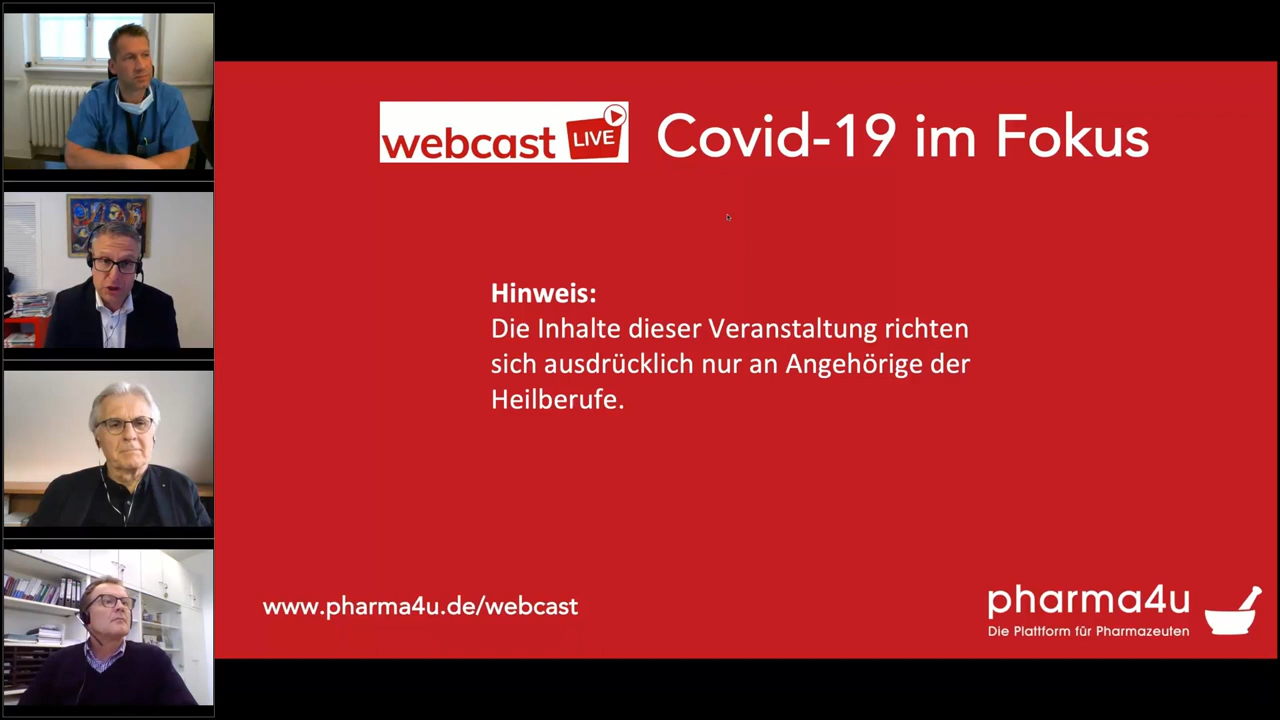 webcast LIVE
Covid-19 im Fokus
Hinweis:
Die Inhalte dieser Veranstaltung richten
sich ausdrücklich nur an Angehörige der
Heilberufe.
www.pharma4u.de/webcast
pharma4u
Die Plattform für Pharmazeuten